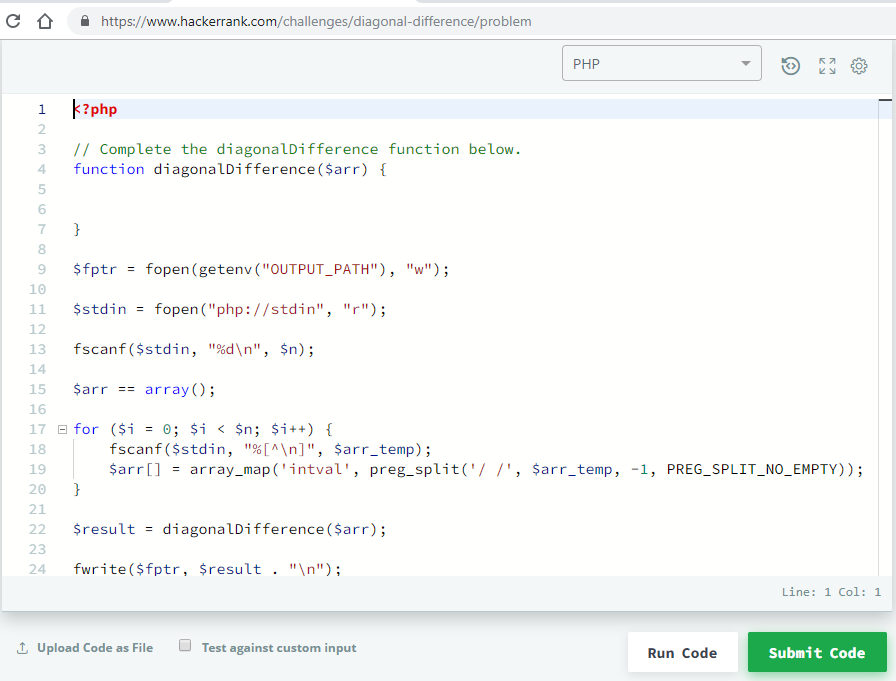 https://www.hackerrank.com/challenges/diagonal-difference/problem
PHP
1 <?php
2
3 // Complete the diagonalDifference function below.
4 function diagonalDifference($arr) {
5
6
7 }
8
9 $fptr = fopen(getenv("OUTPUT_PATH"), "w");
10
11 $stdin = fopen("php://stdin", "r");
12
13 fscanf($stdin, "%d\n", $n);
14
15 $arr == array();
16
17 for ($i = 0; $i < $n; $i++) {
18     fscanf($stdin, "%[^\n]", $arr_temp);
19     $arr[] = array_map('intval', preg_split('/ /', $arr_temp, -1, PREG_SPLIT_NO_EMPTY));
20 }
21
22 $result = diagonalDifference($arr);
23
24 fwrite($fptr, $result . "\n");
Line: 1 Col: 1
Upload Code as File Test against custom input Run Code Submit Code